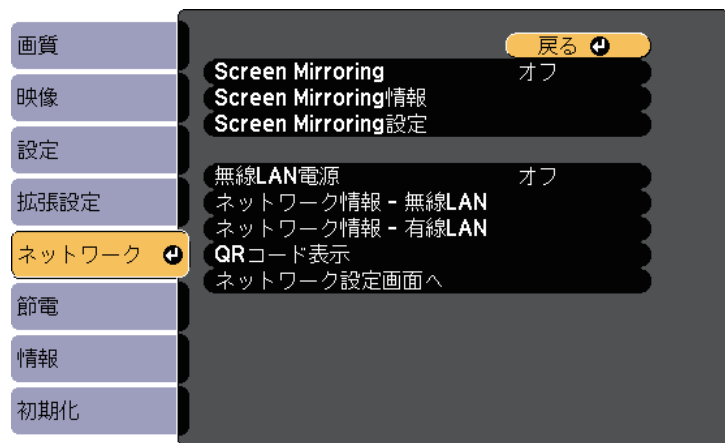 画質
映像
設定
拡張設定
ネットワーク
節電
情報
初期化
戻る
Screen Mirroring オフ
Screen Mirroring情報
Screen Mirroring設定
無線LAN電源 オフ
ネットワーク情報 - 無線LAN
ネットワーク情報 - 有線LAN
QRコード表示
ネットワーク設定画面へ